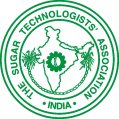 THE SUGAR TECHNOLOGISTS' ASSOCIATION
• INDIA •